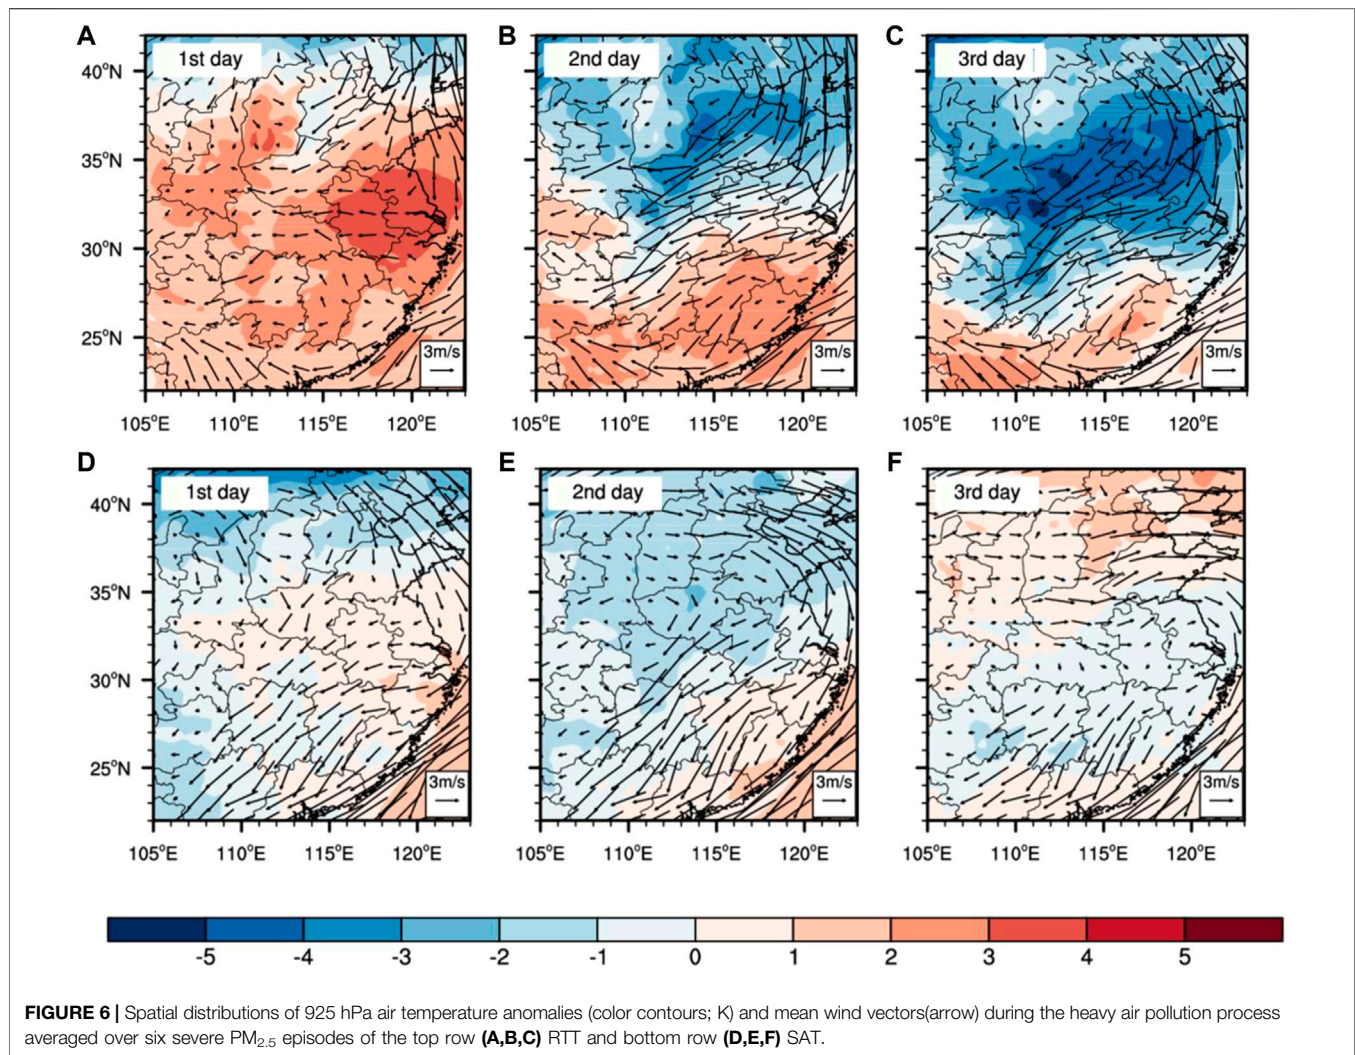 A
B
C
1st day
2nd day
3rd day
40°N
35°N
30°N
25°N
3m/s
3m/s
3m/s
105°E 110°E 115°E 120°E
105°E 110°E 115°E 120°E
105°E 110°E 115°E 120°E
D
E
F
1st day
2nd day
3rd day
40°N
35°N
30°N
25°N
3m/s
3m/s
3m/s
105°E 110°E 115°E 120°E
105°E 110°E 115°E 120°E
105°E 110°E 115°E 120°E
-5 -4 -3 -2 -1 0 1 2 3 4 5
FIGURE 6 | Spatial distributions of 925 hPa air temperature anomalies (color contours; K) and mean wind vectors(arrow) during the heavy air pollution process
averaged over six severe PM2.5 episodes of the top row (A,B,C) RTT and bottom row (D,E,F) SAT.